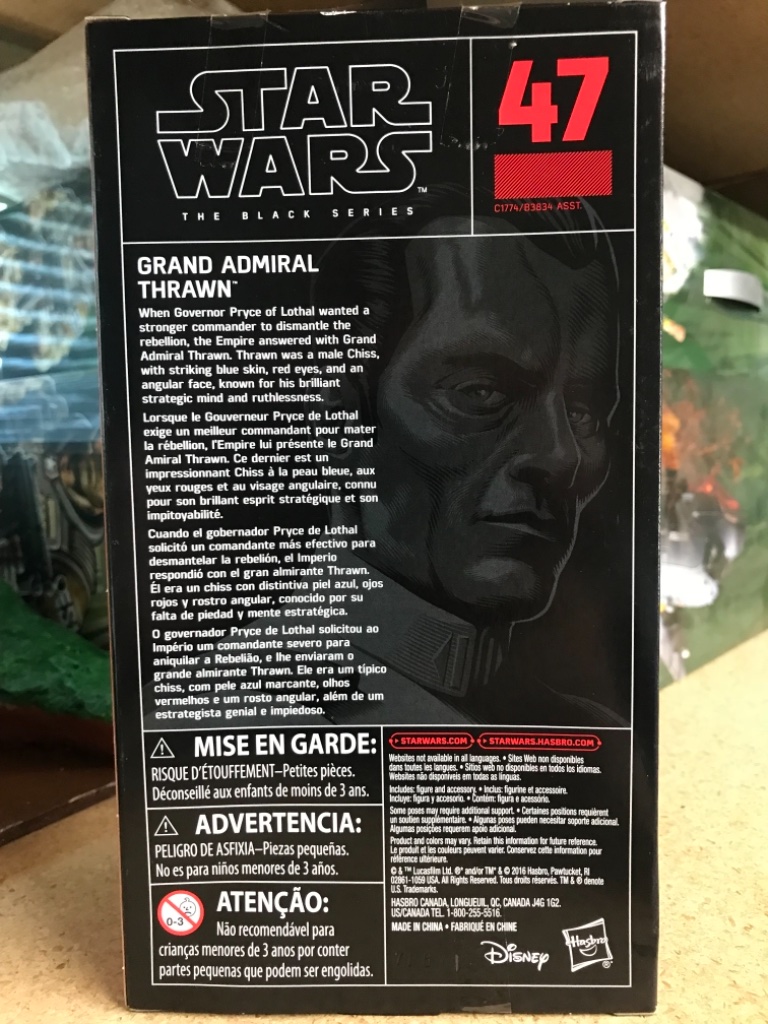 STAR
WARS™
THE BLACK SERIES
47
C1774/B3834 ASST.
GRAND ADMIRAL
THRAWN™
When Governor Pryce of Lothal wanted a
stronger commander to dismantle the
rebellion, the Empire answered with Grand
Admiral Thrawn. Thrawn was a male Chiss,
with striking blue skin, red eyes, and an
angular face, known for his brilliant
strategic mind and ruthlessness.
Lorsque le Gouverneur Pryce de Lothal
exige un meilleur commandant pour mater
la rébellion, l'Empire lui présente le Grand
Amiral Thrawn. Ce dernier est un
impressionnant Chiss à la peau bleue, aux
yeux rouges et au visage angulaire, connu
pour son brillant esprit stratégique et son
impitoyabilité.
Cuando el gobernador Pryce de Lothal
solicitó un comandante más efectivo para
desmantelar la rebelión, el Imperio
respondió con el gran almirante Thrawn.
Él era un chiss con distintiva piel azul, ojos
rojos y rostro angular, conocido por su
falta de piedad y mente estratégica.
O governador Pryce de Lothal solicitou ao
Império um comandante severo para
aniquilar a Rebelião, e lhe enviaram o
grande almirante Thrawn. Ele era um típico
chiss, com pele azul marcante, olhos
vermelhos e um rosto angular, além de um
estrategista genial e impiedoso.
MISE EN GARDE:
RISQUE D'ÉTOUFFEMENT–Petites pièces.
Déconseillé aux enfants de moins de 3 ans.
ADVERTENCIA:
PELIGRO DE ASFIXIA–Piezas pequeñas.
No es para niños menores de 3 años.
0-3
ATENÇÃO:
Não recomendável para
crianças menores de 3 anos por conter
partes pequenas que podem ser engolidas.
STARWARS.COM STARWARS.HASBRO.COM
Websites not available in all languages. • Sites Web non disponibles
dans toutes les langues. • Sitios web no disponibles en todos los idiomas.
Websites não disponíveis em todas as línguas.
Includes: figure and accessory. • Inclus: figurine et accessoire.
Incluye: figura y accesorio. • Contém: figura e acessório.
Some poses may require additional support. • Certaines positions requièrent
un soutien supplémentaire. • Algunas poses pueden necesitar soporte adicional.
Algumas posições requerem apoio adicional.
Product and colors may vary. Retain this information for future reference.
Le produit et les couleurs peuvent varier. Conservez cette information pour
référence ultérieure.
© & ™ Lucasfilm Ltd. ®* and/or TM* & © 2016 Hasbro, Pawtucket, RI
02861-1059 USA. All Rights Reserved. Tous droits réservés. TM & ® denote
U.S. Trademarks.
HASBRO CANADA, LONGUEUIL, QC, CANADA J4G 1G2.
US/CANADA TEL. 1-800-255-5516.
MADE IN CHINA • FABRIQUÉ EN CHINE
Disney
Hasbro®